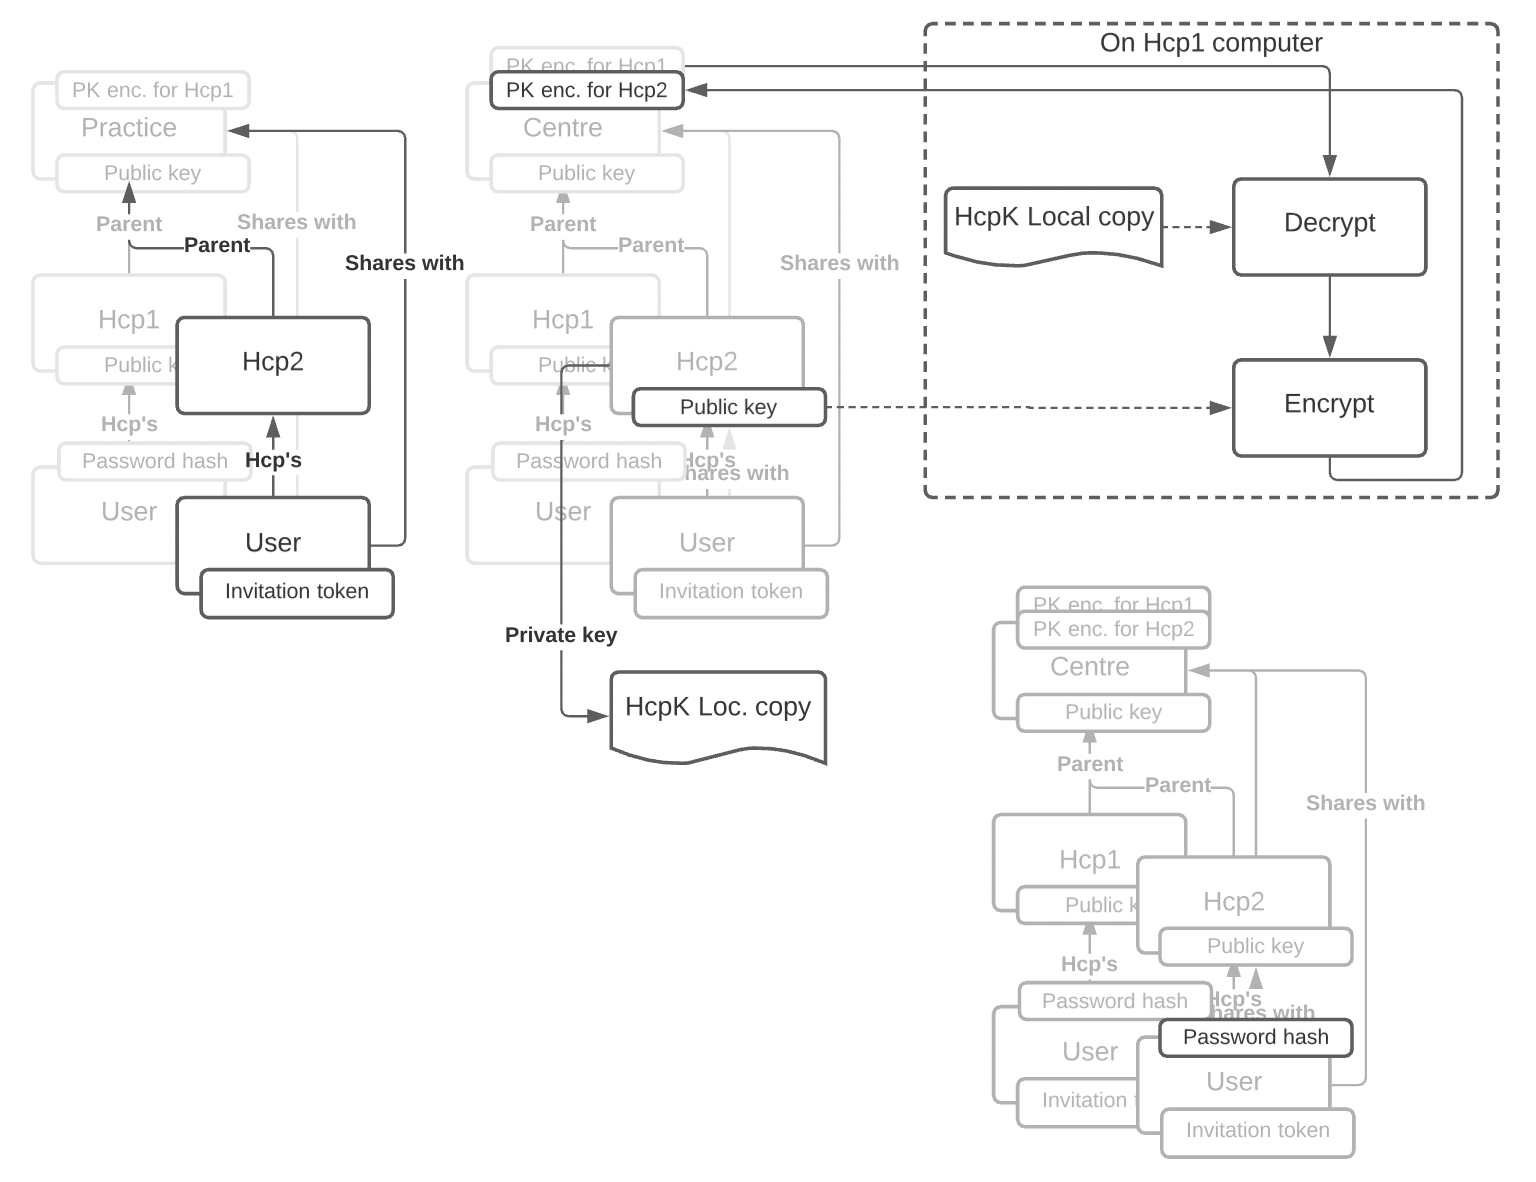 On Hcp1 computer
PK enc. for Hcp1
PK enc. for Hcp1
PK enc. for Hcp2
Practice
Centre
Public key
Public key
Parent
Shares with
Parent
Shares with
Parent
Parent
Shares with
HcpK Local copy
Decrypt
Hcp1
Hcp2
Public
Hcp1
Hcp2
Public
Public key
Encrypt
Hcp's
Hcp's
Password hash
Hcp's
Password hash
Hcp's
with
User
User
Invitation token
User
User
Invitation token
Private key
HcpK Loc. copy
PK enc. for Hcp1
PK enc. for Hcp2
Centre
Public key
Parent
Parent
Shares with
Hcp1
Public
Hcp2
Public key
Hcp's
Hcp's
with
Password hash
Password hash
User
User
Invitation
Invitation token